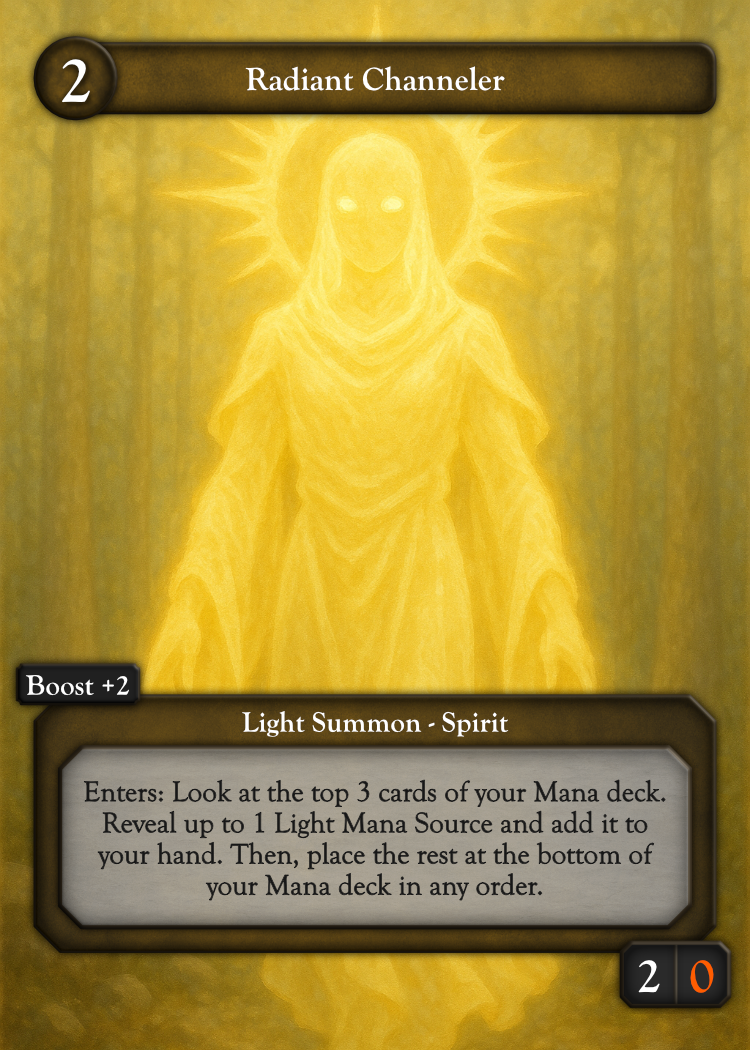 2
Radiant Channeler
Boost +2
Light Summon - Spirit
Enters: Look at the top 3 cards of your Mana deck.
Reveal up to 1 Light Mana Source and add it to
your hand. Then, place the rest at the bottom of
your Mana deck in any order.
2 0